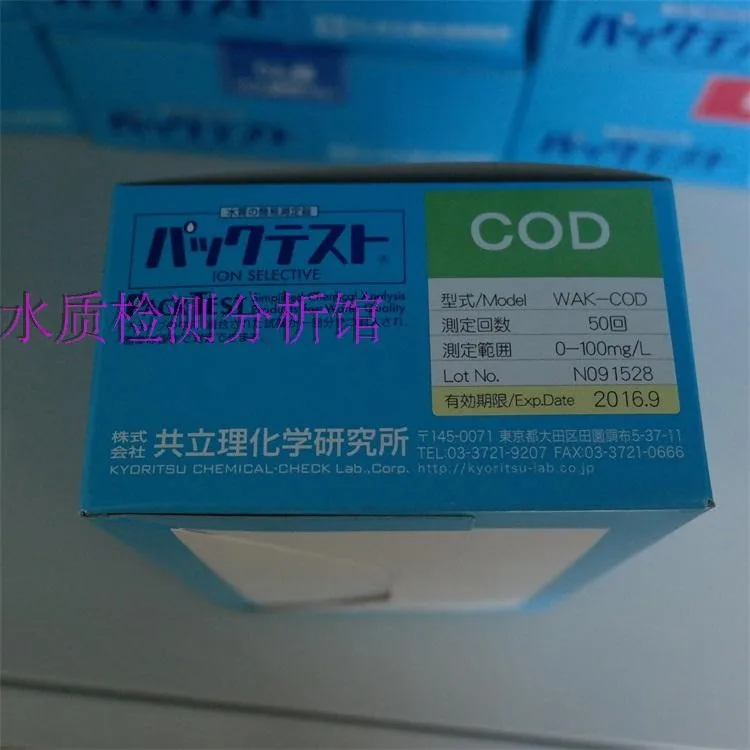 パックテスト
水質の簡易測定器
パックテスト
ION SELECTIVE
COD
型式/Model WAK-COD
測定回数 50回
測定範囲 0-100mg/L
Lot No. N091528
有効期限/Exp.Date 2016.9
水质检测分析馆
株式会社 共立理化学研究所
KYORITSU CHEMICAL-CHECK Lab.,Corp.
〒145-0071 東京都大田区田園調布5-37-11
TEL:03-3721-9207 FAX:03-3721-0666
http://kyoritsu-lab.co.jp